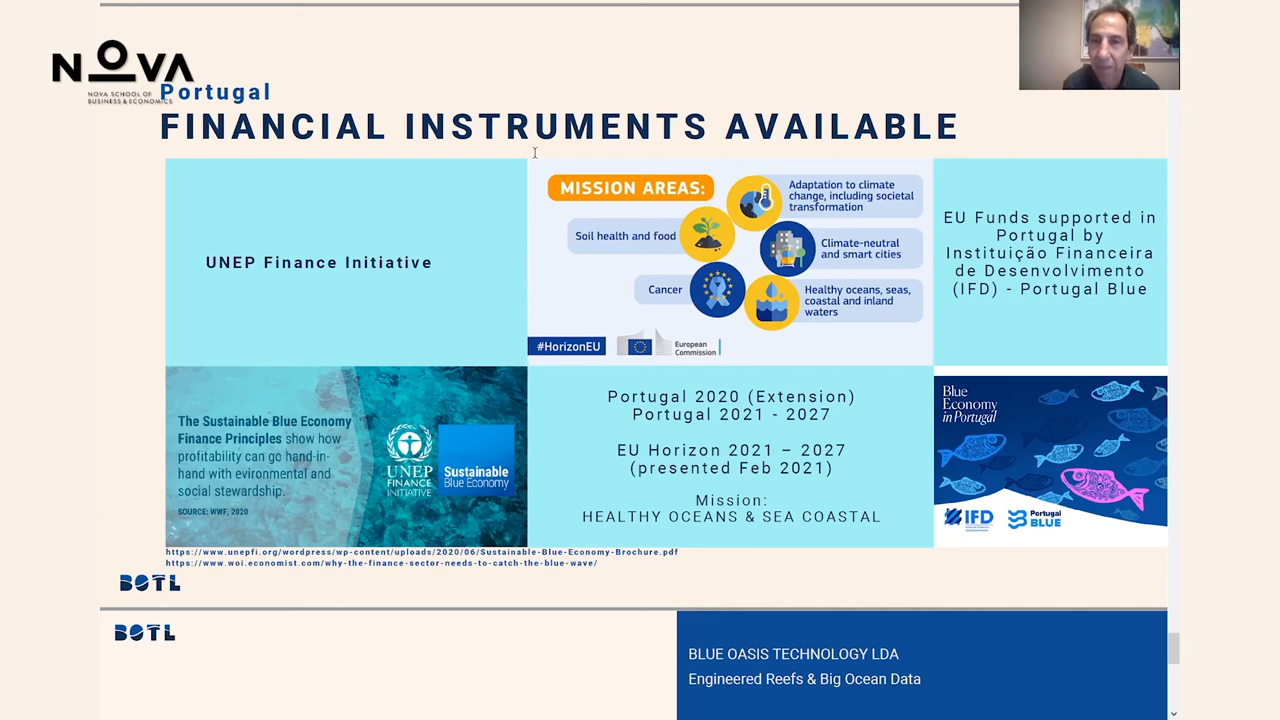 NOVA
NOVA SCHOOL OF
BUSINESS & ECONOMICS
Portugal
FINANCIAL INSTRUMENTS AVAILABLE
UNEP Finance Initiative
MISSION AREAS:
Adaptation to climate
change, including societal
transformation
Soil health and food
Climate-neutral
and smart cities
Cancer
Healthy oceans, seas,
coastal and inland
waters
#HorizonEU
European
Commission
EU Funds supported in
Portugal by
Instituição Financeira
de Desenvolvimento
(IFD) - Portugal Blue
The Sustainable Blue Economy
Finance Principles show how
profitability can go hand-in-
hand with evironmental and
social stewardship.
SOURCE: WWF, 2020
UNEP
FINANCE
INITIATIVE
Sustainable
Blue Economy
Portugal 2020 (Extension)
Portugal 2021 - 2027
EU Horizon 2021 – 2027
(presented Feb 2021)
Mission:
HEALTHY OCEANS & SEA COASTAL
Blue
Economy
in Portugal
IFD
Portugal
BLUE
https://www.unepfi.org/wordpress/wp-content/uploads/2020/06/Sustainable-Blue-Economy-Brochure.pdf
https://www.woi.economist.com/why-the-finance-sector-needs-to-catch-the-blue-wave/
BOTL
BOTL
BLUE OASIS TECHNOLOGY LDA
Engineered Reefs & Big Ocean Data